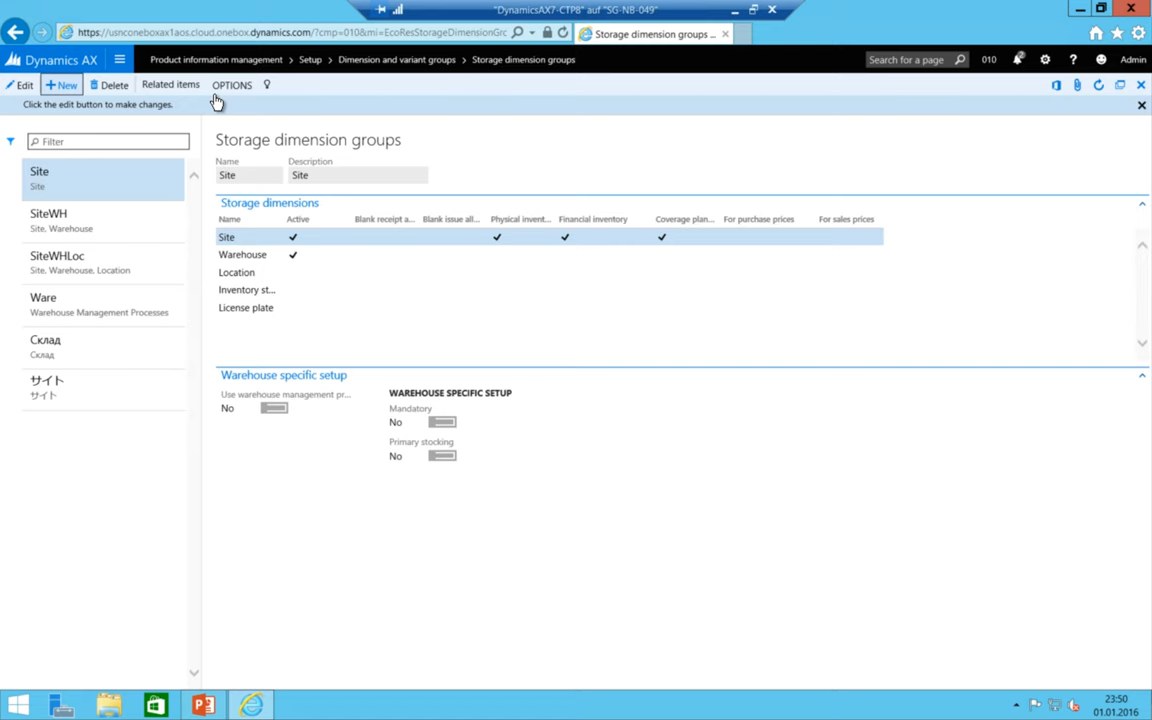 "DynamicsAX7-CTP8" auf "SG-NB-049"
https://usnconeboxax1aos.cloud.onebox.dynamics.com/?cmp=010&mi=EcoResStorageDimensionGrc
Storage dimension groups ...
Dynamics AX
Product information management > Setup > Dimension and variant groups > Storage dimension groups
Search for a page
010
Admin
Edit
+ New
Delete
Related items
OPTIONS
Click the edit button to make changes.
Filter
Site
Site
SiteWH
Site, Warehouse
SiteWHLoc
Site, Warehouse, Location
Ware
Warehouse Management Processes
Склад
Склад
サイト
サイト
Storage dimension groups
Name Description
Site Site
Storage dimensions
Name Active Blank receipt a... Blank issue all... Physical invent... Financial inventory Coverage plan... For purchase prices For sales prices
Site
Warehouse
Location
Inventory st...
License plate
Warehouse specific setup
Use warehouse management pr...
No
WAREHOUSE SPECIFIC SETUP
Mandatory
No
Primary stocking
No
23:50
01.01.2016